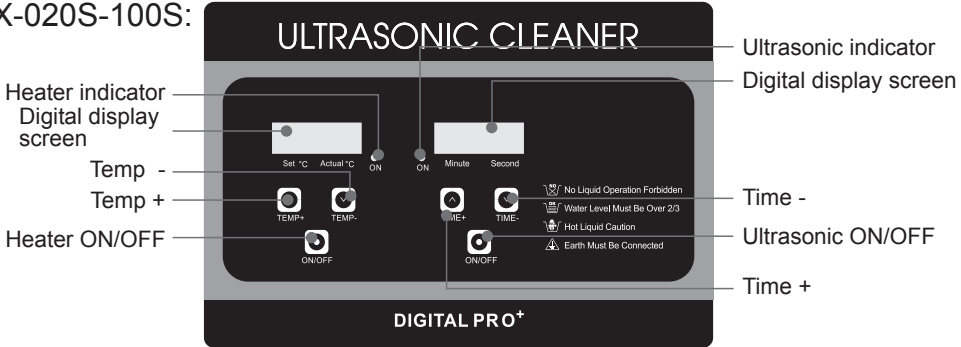 X-020S-100S:
ULTRASONIC CLEANER
Ultrasonic indicator
Digital display screen
Heater indicator
Digital display
screen
Temp -
Temp +
Heater ON/OFF
Set °C Actual °C ON
ON Minute Second
TEMP+ TEMP-
ON/OFF
TIME-
ON/OFF
NO No Liquid Operation Forbidden
OK Water Level Must Be Over 2/3
Hot Liquid Caution
Earth Must Be Connected
Time -
Ultrasonic ON/OFF
Time +
DIGITAL PRO+